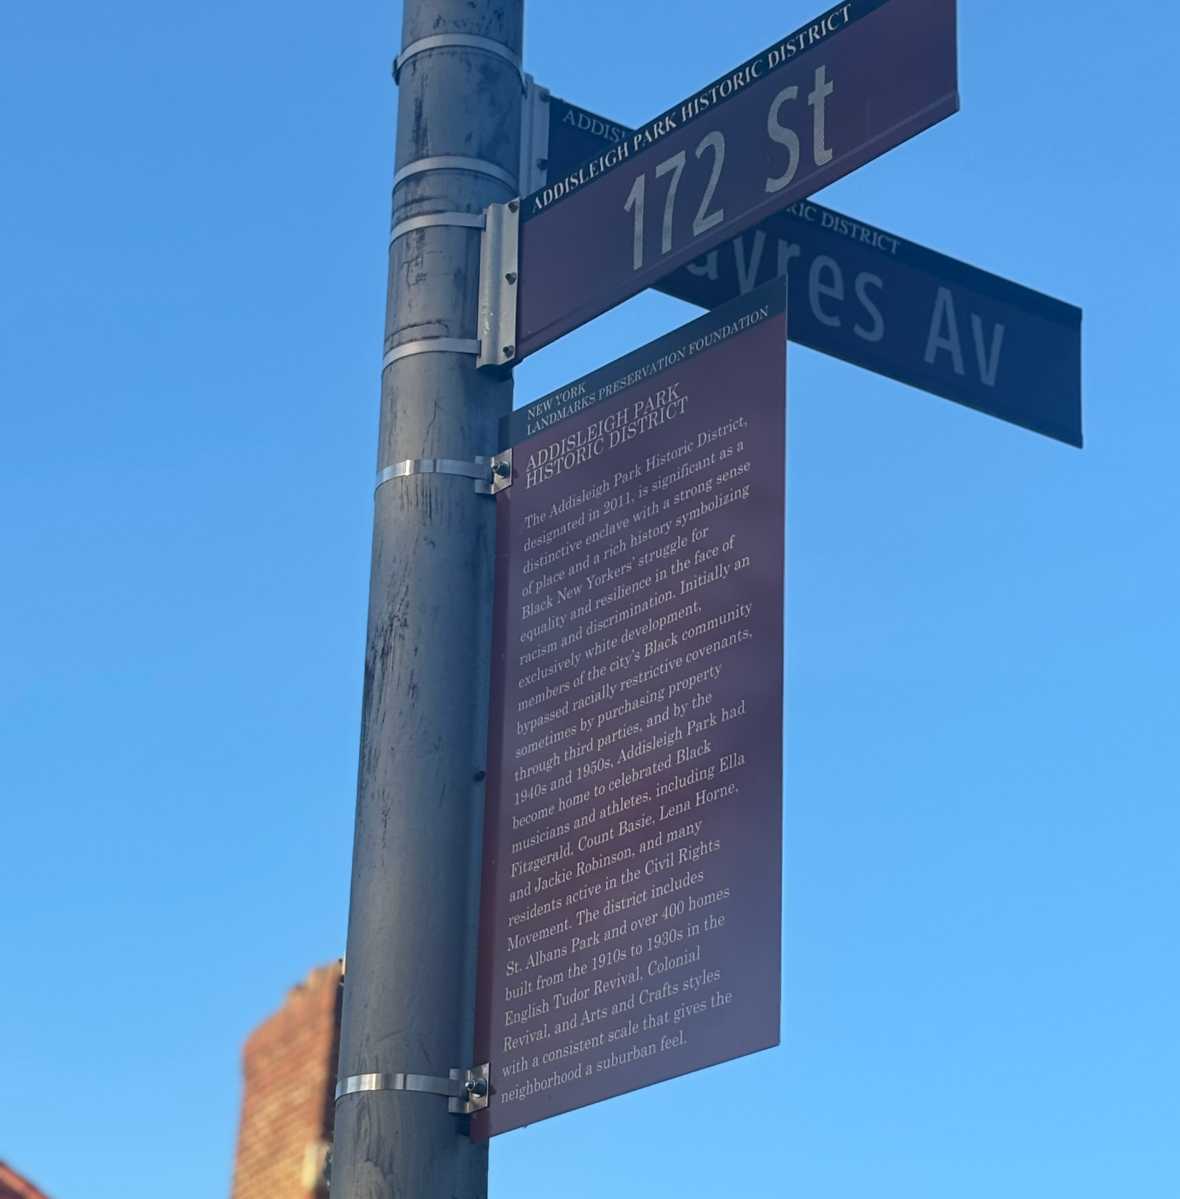 ADDISLEIGH PARK HISTORIC DISTRICT
172 St
RIC DISTRICT
ayres Av
NEW YORK
LANDMARKS PRESERVATION FOUNDATION
ADDISLEIGH PARK
HISTORIC DISTRICT
The Addisleigh Park Historic District,
designated in 2011, is significant as a
distinctive enclave with a strong sense
of place and a rich history symbolizing
Black New Yorkers' struggle for
equality and resilience in the face of
racism and discrimination. Initially an
exclusively white development,
members of the city's Black community
bypassed racially restrictive covenants,
sometimes by purchasing property
through third parties, and by the
1940s and 1950s, Addisleigh Park had
become home to celebrated Black
musicians and athletes, including Ella
Fitzgerald, Count Basie, Lena Horne,
and Jackie Robinson, and many
residents active in the Civil Rights
Movement. The district includes
St. Albans Park and over 400 homes
built from the 1910s to 1930s in the
English Tudor Revival, Colonial
Revival, and Arts and Crafts styles
with a consistent scale that gives the
neighborhood a suburban feel.